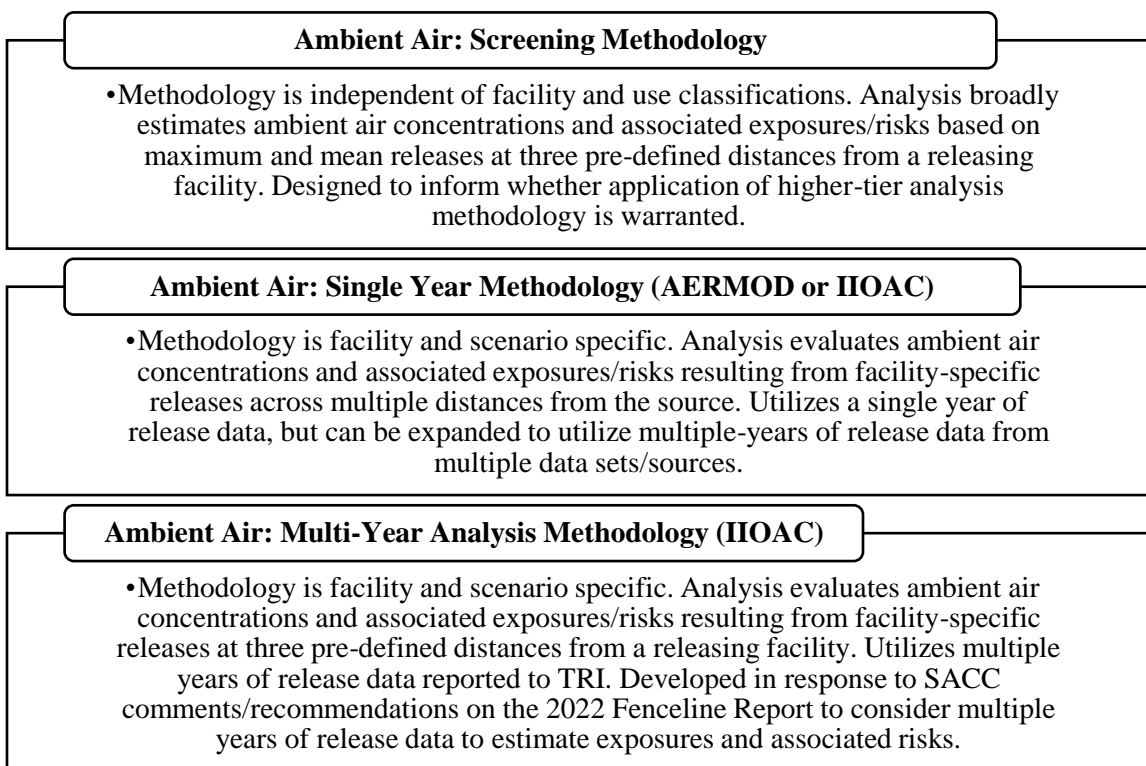 Ambient Air: Screening Methodology
•Methodology is independent of facility and use classifications. Analysis broadly
estimates ambient air concentrations and associated exposures/risks based on
maximum and mean releases at three pre-defined distances from a releasing
facility. Designed to inform whether application of higher-tier analysis
methodology is warranted.
Ambient Air: Single Year Methodology (AERMOD or IIOAC)
•Methodology is facility and scenario specific. Analysis evaluates ambient air
concentrations and associated exposures/risks resulting from facility-specific
releases across multiple distances from the source. Utilizes a single year of
release data, but can be expanded to utilize multiple-years of release data from
multiple data sets/sources.
Ambient Air: Multi-Year Analysis Methodology (IIOAC)
•Methodology is facility and scenario specific. Analysis evaluates ambient air
concentrations and associated exposures/risks resulting from facility-specific
releases at three pre-defined distances from a releasing facility. Utilizes multiple
years of release data reported to TRI. Developed in response to SACC
comments/recommendations on the 2022 Fenceline Report to consider multiple
years of release data to estimate exposures and associated risks.